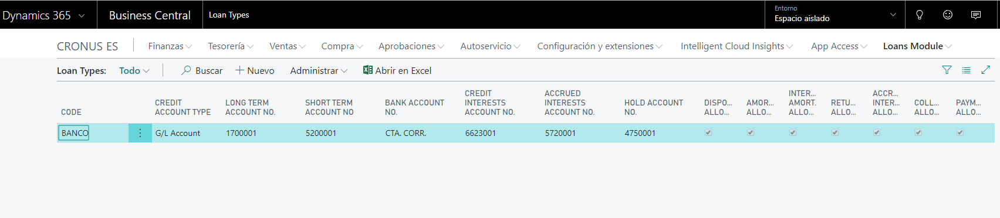 Dynamics 365 Business Central Loan Types Entorno
Espacio aislado
CRONUS ES Finanzas Tesorería Ventas Compra Aprobaciones Autoservicio Configuración y extensiones Intelligent Cloud Insights App Access Loans Module
Loan Types: Todo Buscar Nuevo Administrar Abrir en Excel
CODE
CREDIT
ACCOUNT TYPE
LONG TERM
ACCOUNT NO.
SHORT TERM
ACCOUNT NO
BANK ACCOUNT
NO.
CREDIT
INTERESTS
ACCOUNT NO.
ACCRUED
INTERESTS
ACCOUNT NO.
HOLD ACCOUNT
NO.
DISPO...
ALLO...
AMOR...
ALLO...
INTER...
AMORT.
ALLO...
RETU...
ALLO...
ACCR...
INTER...
ALLO...
COLL...
ALLO...
PAYM...
ALLO...
BANCO G/L Account 1700001 5200001 CTA. CORR. 6623001 5720001 4750001